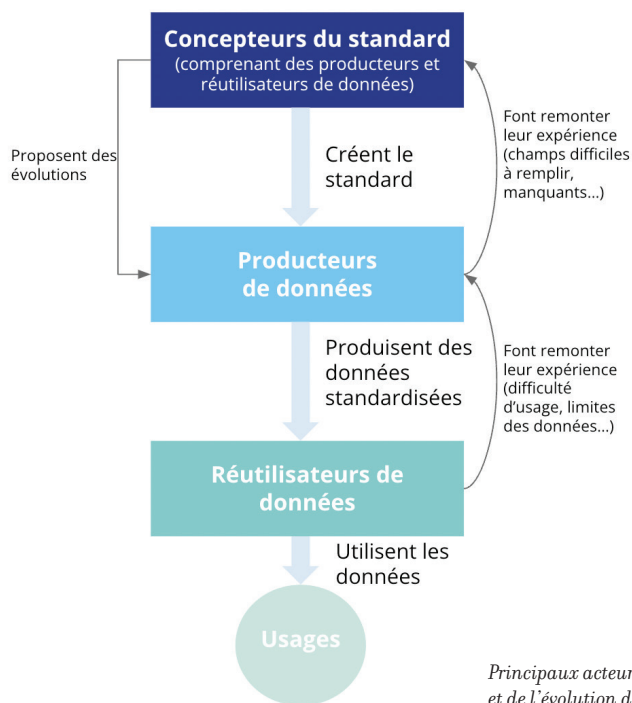 Concepteurs du standard
(comprenant des producteurs et
réutilisateurs de données)
Proposent des
évolutions
Créent le
standard
Font remonter
leur expérience
(champs difficiles
à remplir,
manquants...)
Producteurs
de données
Produisent des
données
standardisées
Font remonter
leur expérience
(difficulté
d’usage, limites
des données...)
Réutilisateurs de
données
Utilisent les
données
Usages
Principaux acteur
et de l’évolution d